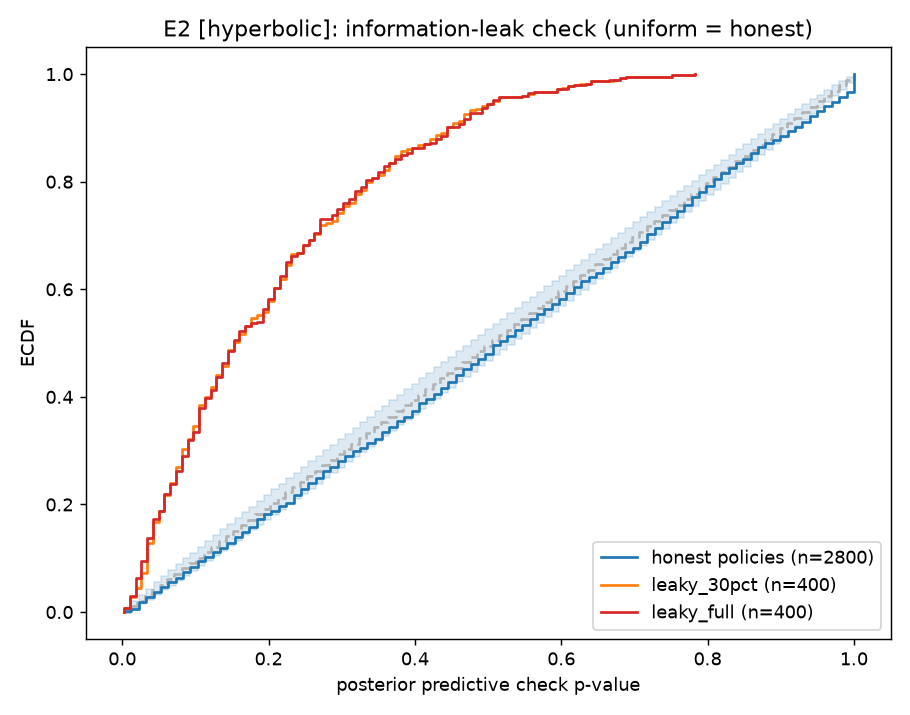 E2 [hyperbolic]: information-leak check (uniform = honest)
1.0
0.8
0.6
0.4
0.2
0.0
ECDF
honest policies (n=2800)
leaky_30pct (n=400)
leaky_full (n=400)
0.0 0.2 0.4 0.6 0.8 1.0
posterior predictive check p-value